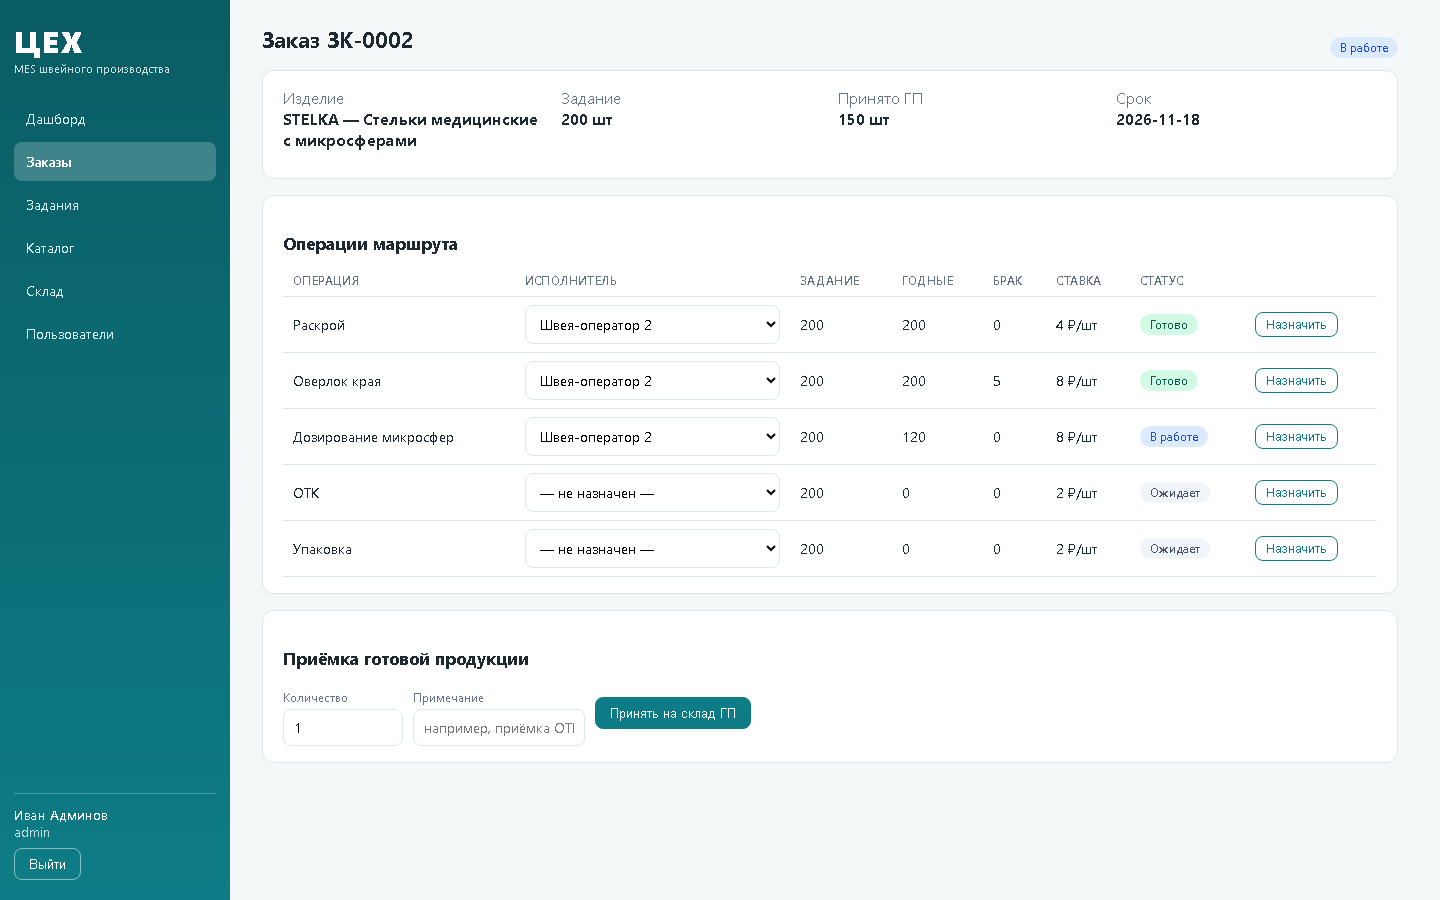 ЦЕХ
MES швейного производства
Дашборд
Заказы
Задания
Каталог
Склад
Пользователи
Иван Админов
admin
Выйти
Заказ ЗК-0002
В работе
Изделие
STELKA — Стельки медицинские
с микросферами
Задание
200 шт
Принято ГП
150 шт
Срок
2026-11-18
Операции маршрута
ОПЕРАЦИЯ ИСПОЛНИТЕЛЬ ЗАДАНИЕ ГОДНЫЕ БРАК СТАВКА СТАТУС
Раскрой Швея-оператор 2 200 200 0 4 ₽/шт Готово Назначить
Оверлок края Швея-оператор 2 200 200 5 8 ₽/шт Готово Назначить
Дозирование микросфер Швея-оператор 2 200 120 0 8 ₽/шт В работе Назначить
ОТК — не назначен — 200 0 0 2 ₽/шт Ожидает Назначить
Упаковка — не назначен — 200 0 0 2 ₽/шт Ожидает Назначить
Приёмка готовой продукции
Количество Примечание
1 например, приёмка ОТІ Принять на склад ГП